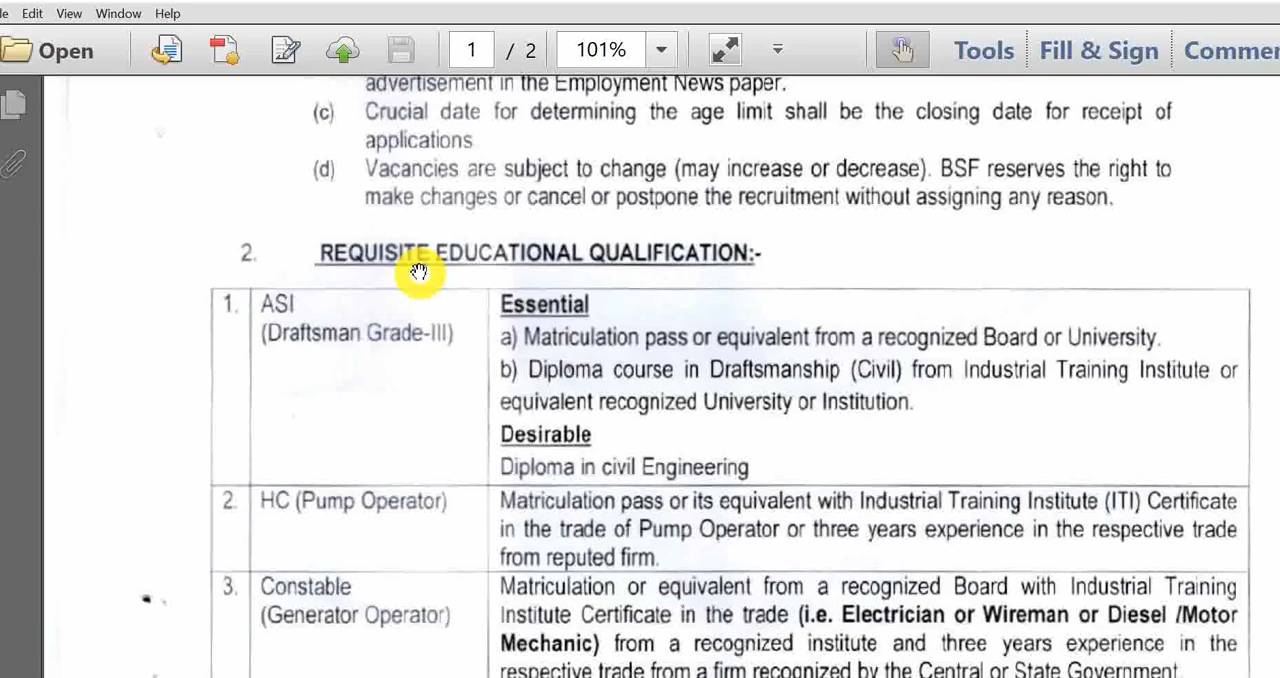 le Edit View Window Help
Open 1 / 2 101% Tools Fill & Sign Commer
advertisement in the Employment News paper.
(c) Crucial date for determining the age limit shall be the closing date for receipt of
applications
(d) Vacancies are subject to change (may increase or decrease). BSF reserves the right to
make changes or cancel or postpone the recruitment without assigning any reason.
2. REQUISITE EDUCATIONAL QUALIFICATION:-
1. ASI
(Draftsman Grade-III)
Essential
a) Matriculation pass or equivalent from a recognized Board or University.
b) Diploma course in Draftsmanship (Civil) from Industrial Training Institute or
equivalent recognized University or Institution.
Desirable
Diploma in civil Engineering
2. HC (Pump Operator)
Matriculation pass or its equivalent with Industrial Training Institute (ITI) Certificate
in the trade of Pump Operator or three years experience in the respective trade
from reputed firm.
3. Constable
(Generator Operator)
Matriculation or equivalent from a recognized Board with Industrial Training
Institute Certificate in the trade (i.e. Electrician or Wireman or Diesel /Motor
Mechanic) from a recognized institute and three years experience in the
respective trade from a firm recognized by the Central or State Government.